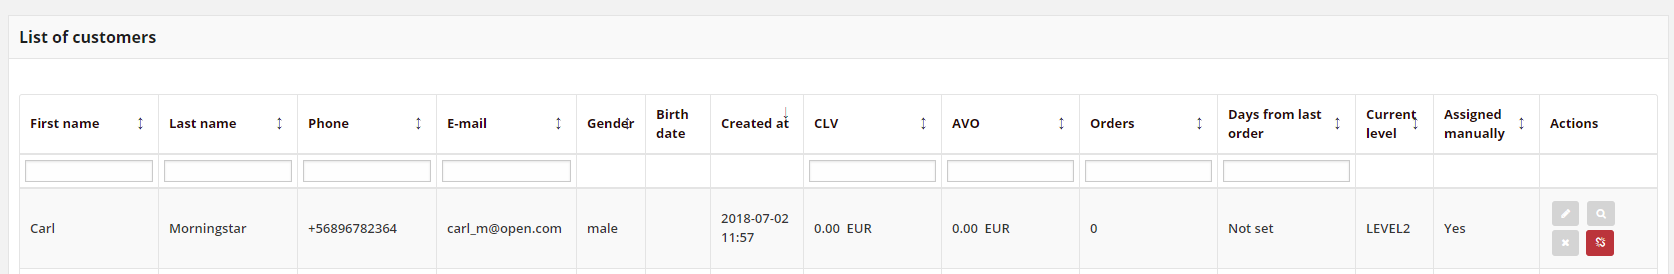 List of customers
First name Last name Phone E-mail Gender Birth date Created at CLV AVO Orders Days from last order Current level Assigned manually Actions
Carl Morningstar +56896782364 carl_m@open.com male 2018-07-02 11:57 0.00 EUR 0.00 EUR 0 Not set LEVEL2 Yes